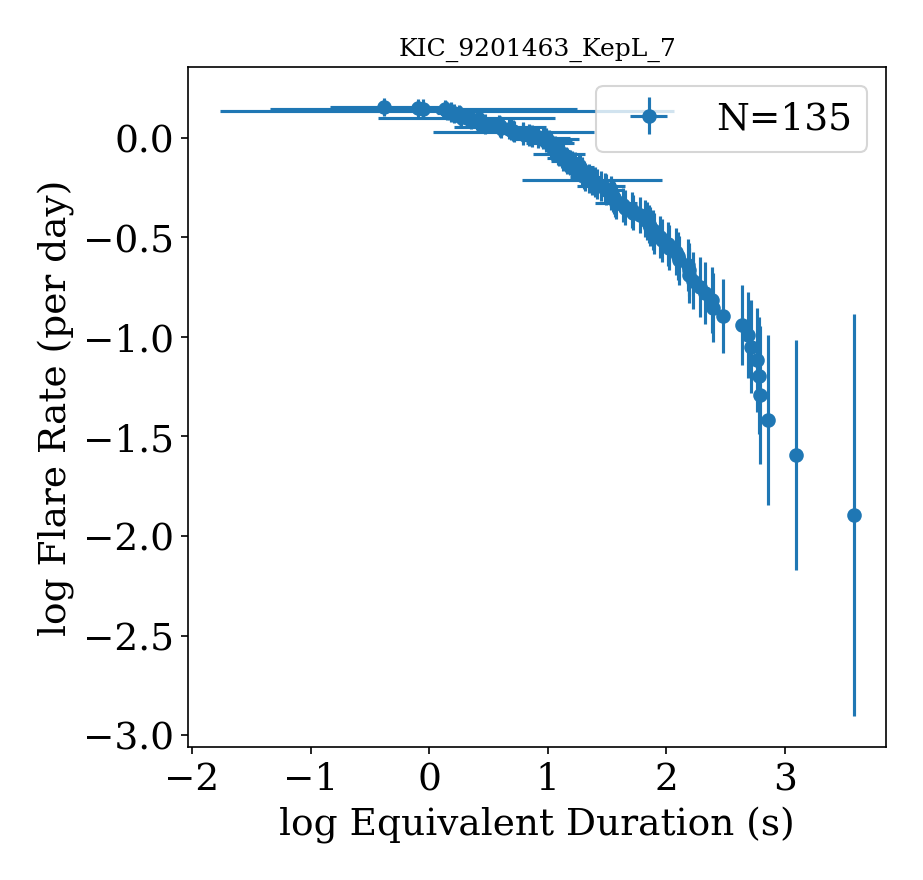 KIC_9201463_KepL_7
N=135
log Flare Rate (per day)
0.0
−0.5
−1.0
−1.5
−2.0
−2.5
−3.0
−2 −1 0 1 2 3
log Equivalent Duration (s)